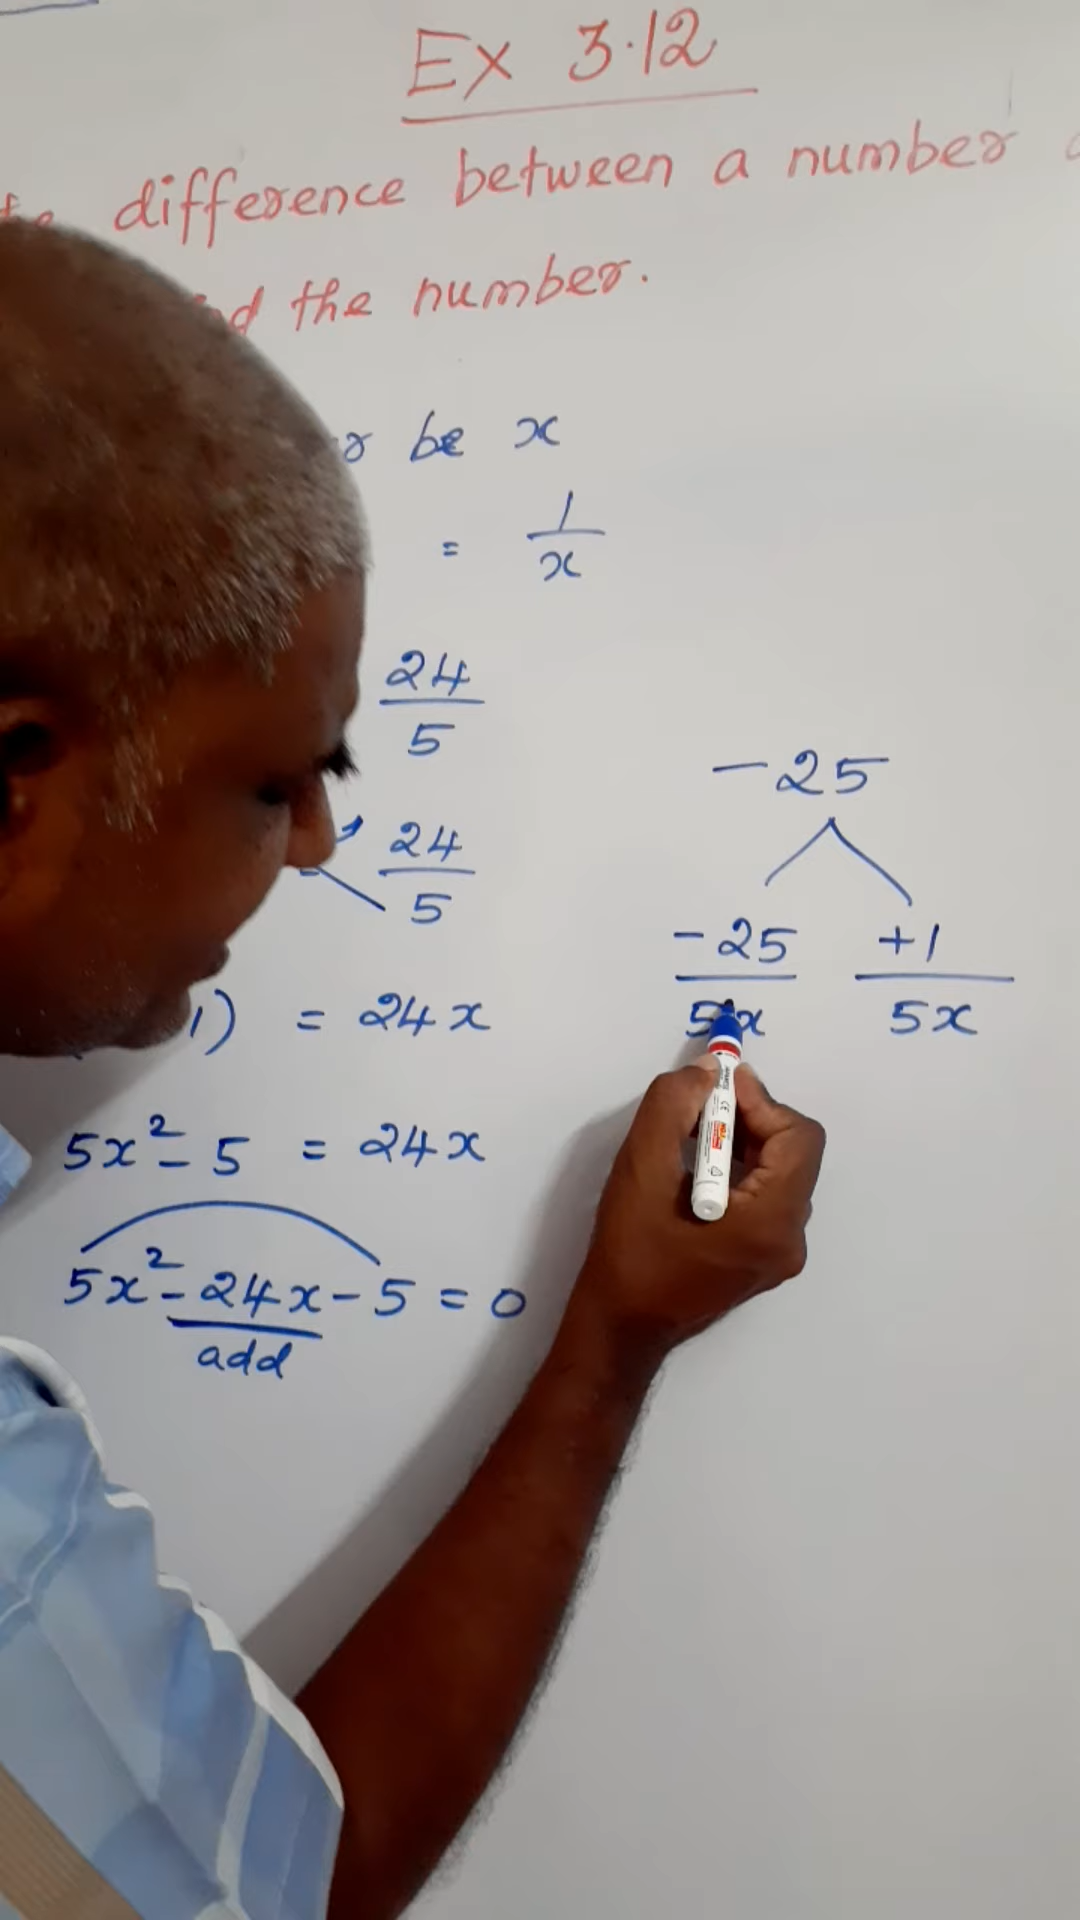 Ex 3.12
difference between a number
the number.
be x
= 1/x
24/5
24/5
1) = 24x
5x² - 5 = 24x
5x² - 24x - 5 = 0
add
-25
-25/5x +1/5x